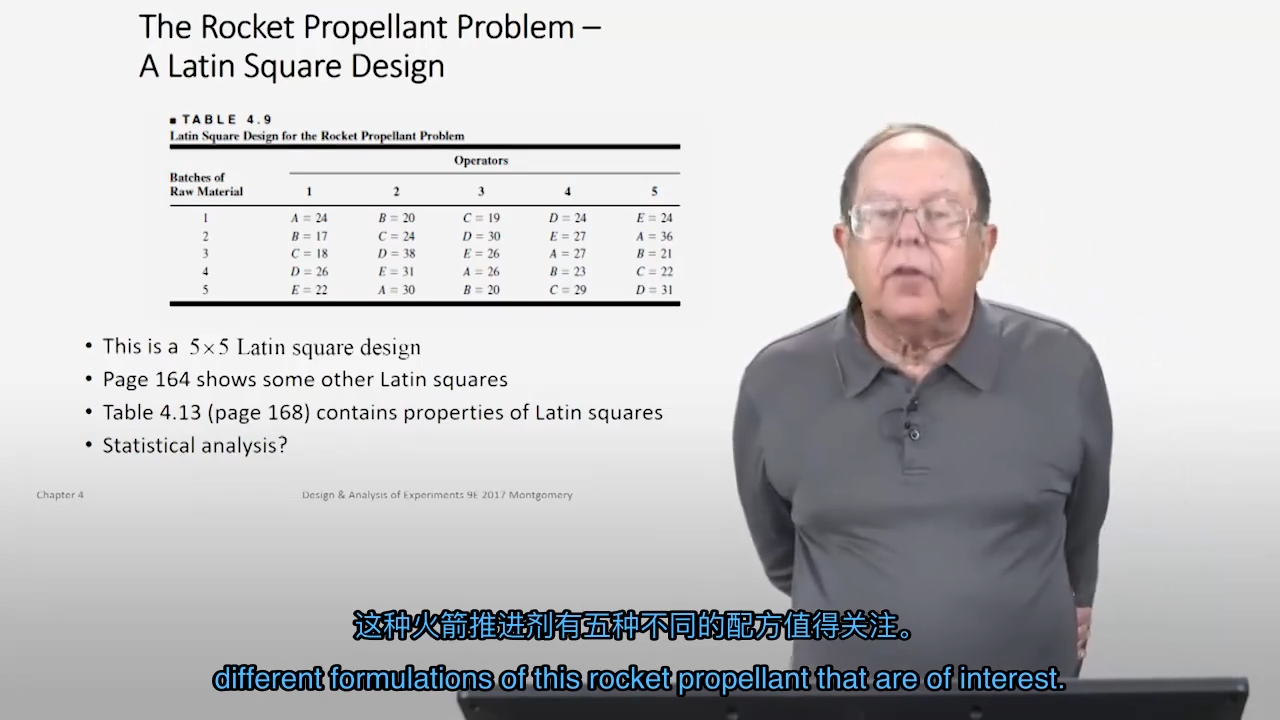 The Rocket Propellant Problem –
A Latin Square Design
■ TABLE 4.9
Latin Square Design for the Rocket Propellant Problem
Operators
Batches of
Raw Material 1 2 3 4 5
1 A = 24 B = 20 C = 19 D = 24 E = 24
2 B = 17 C = 24 D = 30 E = 27 A = 36
3 C = 18 D = 38 E = 26 A = 27 B = 21
4 D = 26 E = 31 A = 26 B = 23 C = 22
5 E = 22 A = 30 B = 20 C = 29 D = 31
• This is a 5×5 Latin square design
• Page 164 shows some other Latin squares
• Table 4.13 (page 168) contains properties of Latin squares
• Statistical analysis?
Chapter 4 Design & Analysis of Experiments 9E 2017 Montgomery
这种火箭推进剂有五种不同的配方值得关注。
different formulations of this rocket propellant that are of interest.